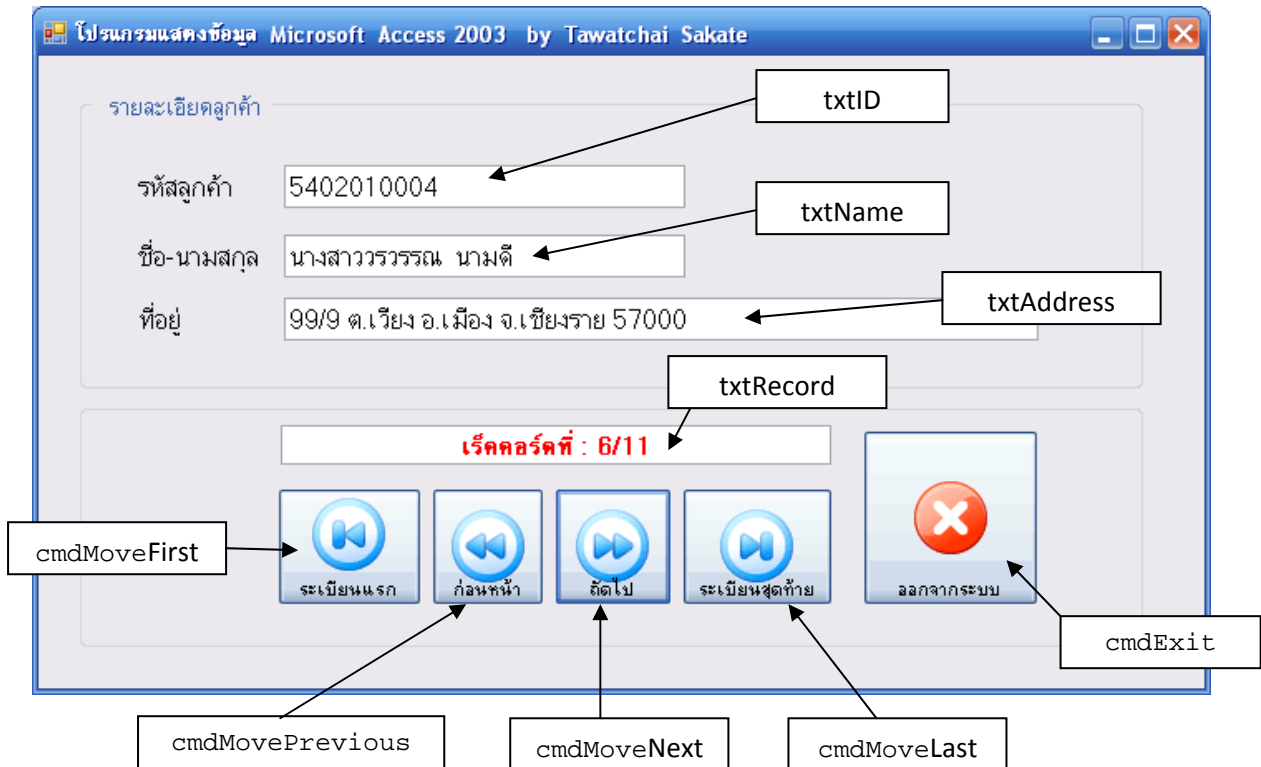 โปรแกรมแสดงข้อมูล Microsoft Access 2003 by Tawatchai Sakate
รายละเอียดลูกค้า
txtID
รหัสลูกค้า 5402010004
txtName
ชื่อ-นามสกุล นางสาววรวรรณ นามดี
txtAddress
ที่อยู่ 99/9 ต.เวียง อ.เมือง จ.เชียงราย 57000
txtRecord
เร็คคอร์ดที่ : 6/11
cmdMoveFirst
ระเบียนแรก
ก่อนหน้า
ถัดไป
ระเบียนสุดท้าย
ออกจากระบบ
cmdExit
cmdMovePrevious
cmdMoveNext
cmdMoveLast